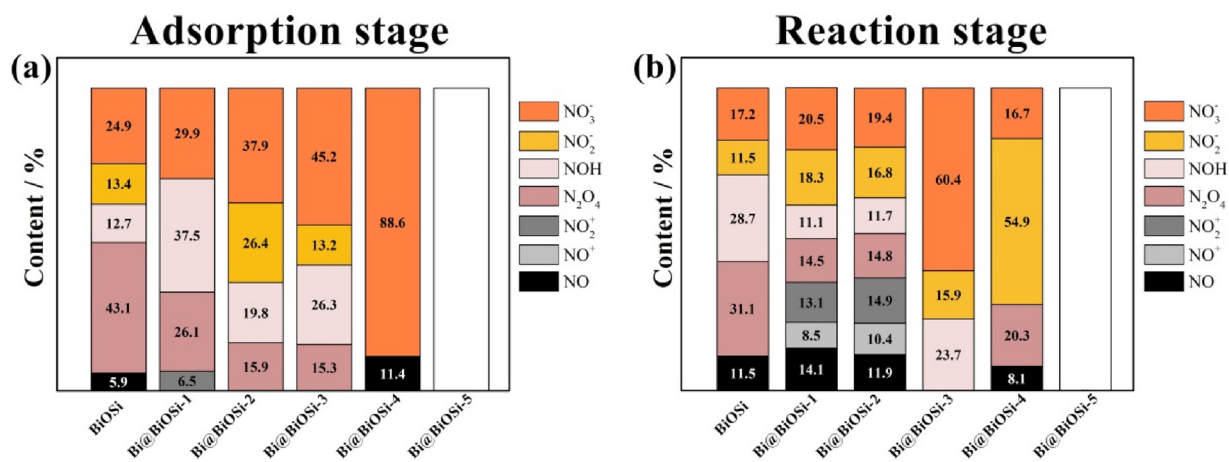 Adsorption stage
(a)
Content / %
24.9
13.4
12.7
43.1
5.9
29.9
37.5
26.1
6.5
37.9
26.4
19.8
15.9
45.2
13.2
26.3
15.3
88.6
11.4
BiOSi
Bi@BiOSi-1
Bi@BiOSi-2
Bi@BiOSi-3
Bi@BiOSi-4
Bi@BiOSi-5
NO₃⁻
NO₂⁻
NOH
N₂O₄
NO₂⁺
NO⁺
NO
Reaction stage
(b)
Content / %
17.2
11.5
28.7
31.1
11.5
20.5
18.3
11.1
14.5
13.1
8.5
14.1
19.4
16.8
11.7
14.8
14.9
10.4
11.9
60.4
15.9
23.7
16.7
54.9
20.3
8.1
BiOSi
Bi@BiOSi-1
Bi@BiOSi-2
Bi@BiOSi-3
Bi@BiOSi-4
Bi@BiOSi-5
NO₃⁻
NO₂⁻
NOH
N₂O₄
NO₂⁺
NO⁺
NO